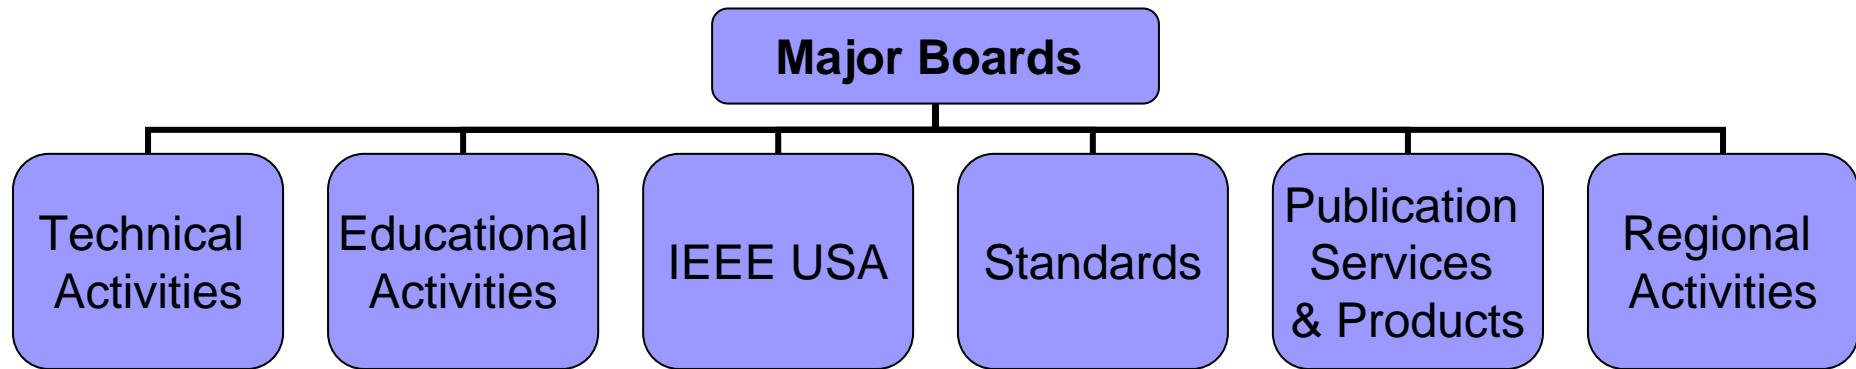 Major Boards
Technical
Activities
Educational
Activities
IEEE USA
Standards
Publication
Services
& Products
Regional
Activities